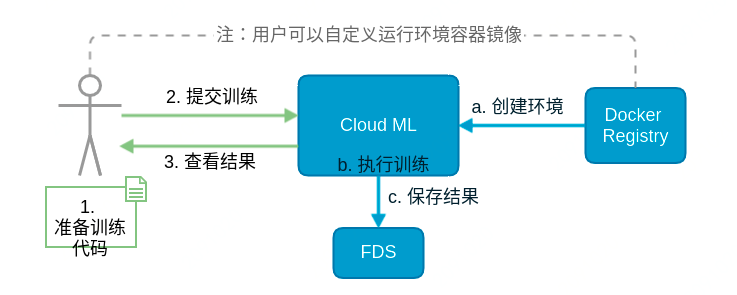 注：用户可以自定义运行环境容器镜像
2. 提交训练
Cloud ML
a. 创建环境
Docker
Registry
3. 查看结果
b. 执行训练
1.
准备训练
代码
c. 保存结果
FDS